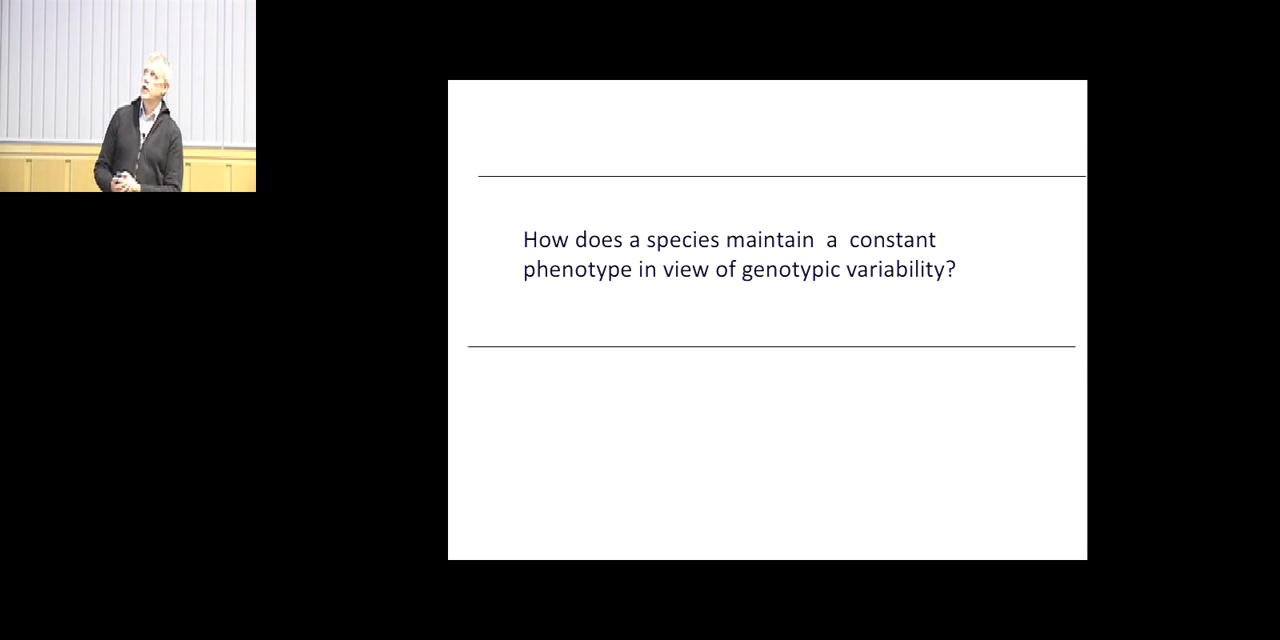 How does a species maintain a constant
phenotype in view of genotypic variability?